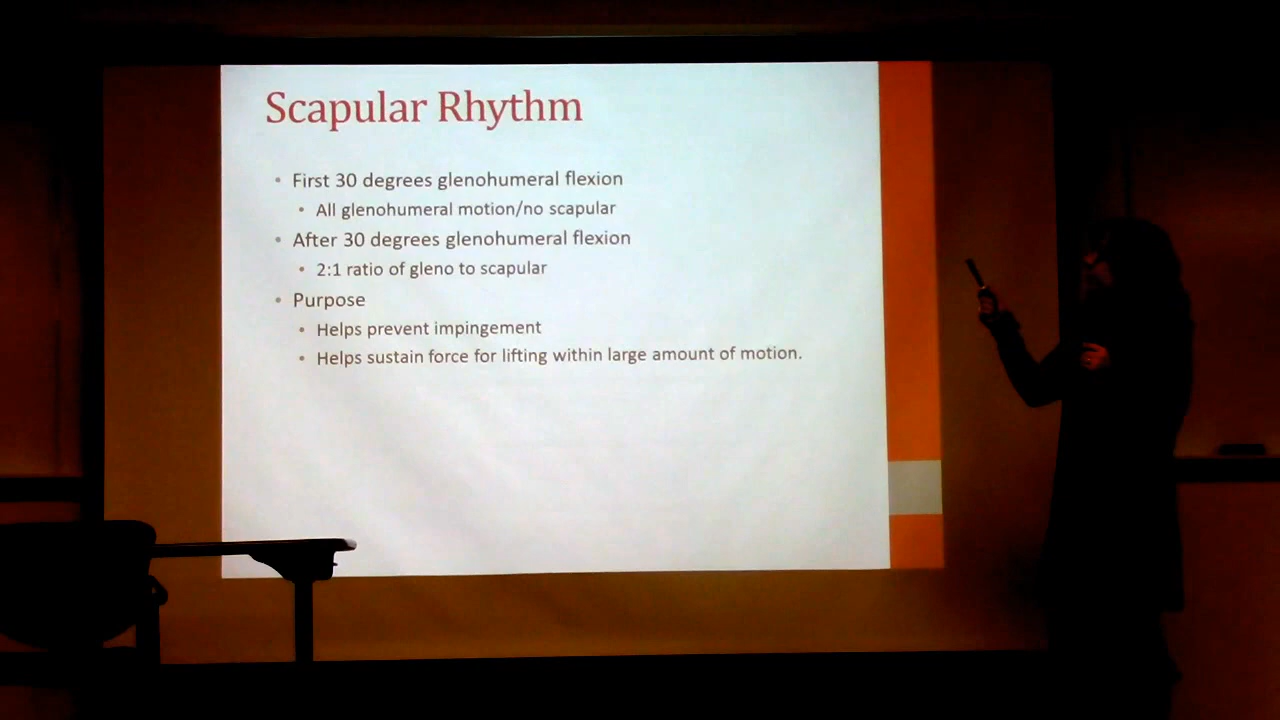 Scapular Rhythm
• First 30 degrees glenohumeral flexion
• All glenohumeral motion/no scapular
• After 30 degrees glenohumeral flexion
• 2:1 ratio of gleno to scapular
• Purpose
• Helps prevent impingement
• Helps sustain force for lifting within large amount of motion.